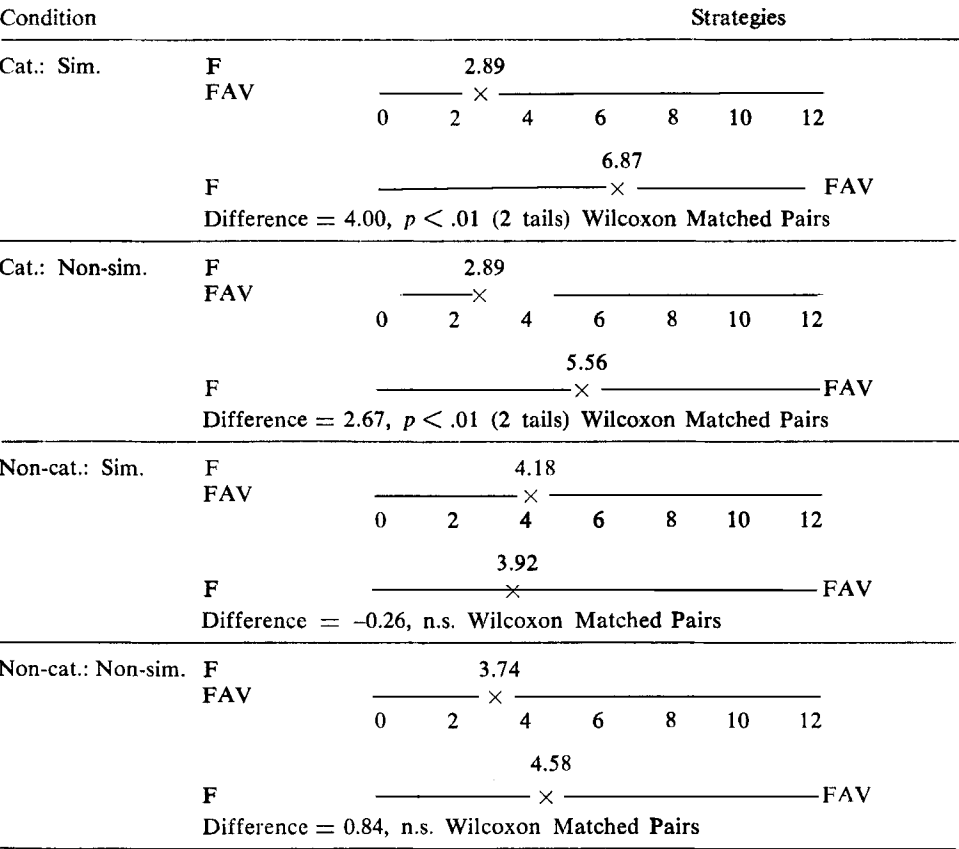 Condition Strategies
Cat.: Sim. F 2.89
FAV ×
0 2 4 6 8 10 12
6.87
F × FAV
Difference = 4.00, p < .01 (2 tails) Wilcoxon Matched Pairs
Cat.: Non-sim. F 2.89
FAV ×
0 2 4 6 8 10 12
5.56
F × FAV
Difference = 2.67, p < .01 (2 tails) Wilcoxon Matched Pairs
Non-cat.: Sim. F 4.18
FAV ×
0 2 4 6 8 10 12
3.92
F × FAV
Difference = –0.26, n.s. Wilcoxon Matched Pairs
Non-cat.: Non-sim. F 3.74
FAV ×
0 2 4 6 8 10 12
4.58
F × FAV
Difference = 0.84, n.s. Wilcoxon Matched Pairs